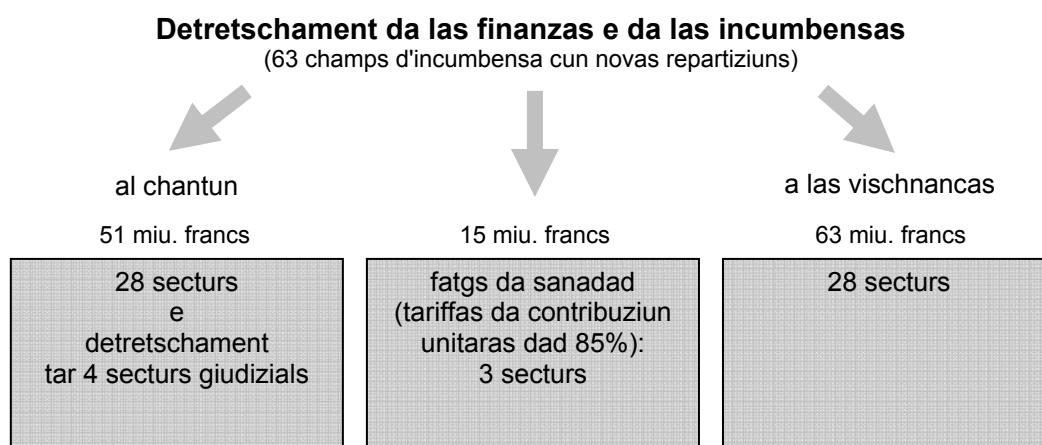 Detretschament da las finanzas e da las incumbensas
(63 champs d'incumbensa cun novas repartiziuns)
al chantun
51 miu. francs
28 secturs
e
detretschament
tar 4 secturs giudizials
15 miu. francs
fatgs da sanadad
(tariffas da contribuziun
unitaras dad 85%):
3 secturs
a las vischnancas
63 miu. francs
28 secturs